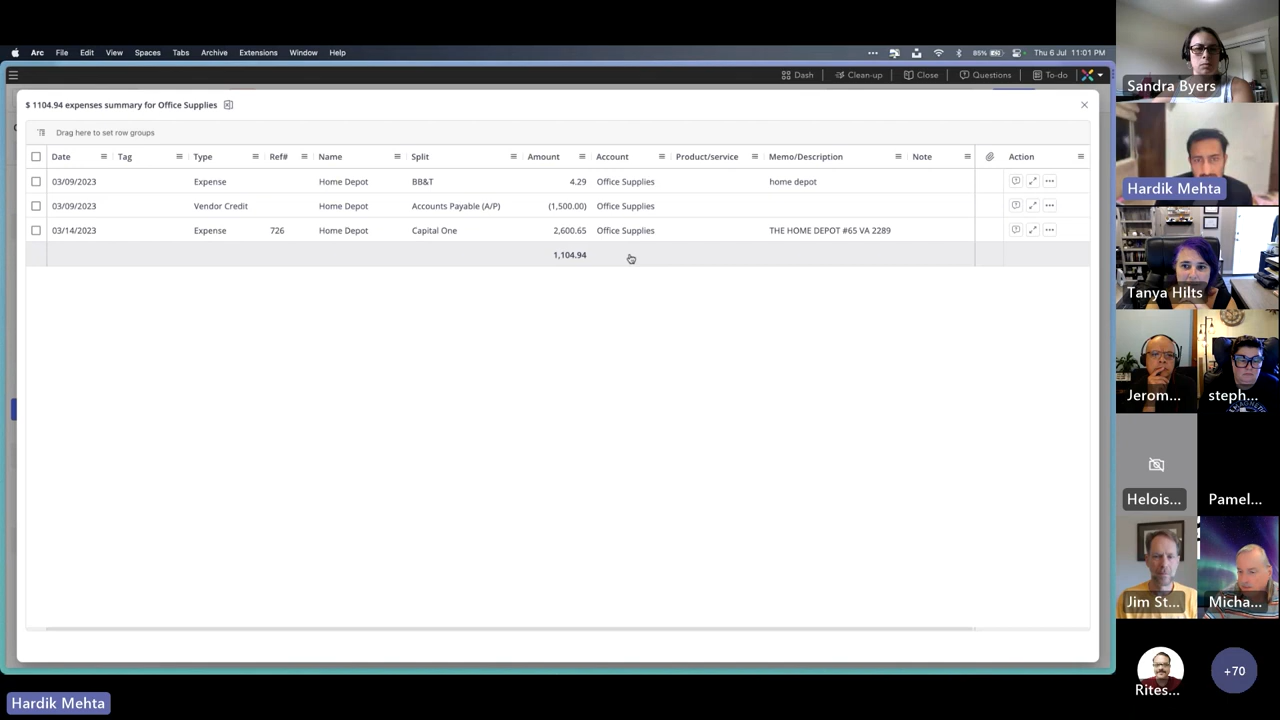 Arc File Edit View Spaces Tabs Archive Extensions Window Help ••• 85% Thu 6 Jul 11:01 PM
Dash Clean-up Close Questions To-do
$ 1104.94 expenses summary for Office Supplies
Drag here to set row groups
Date Tag Type Ref# Name Split Amount Account Product/service Memo/Description Note Action
03/09/2023 Expense Home Depot BB&T 4.29 Office Supplies home depot
03/09/2023 Vendor Credit Home Depot Accounts Payable (A/P) (1,500.00) Office Supplies
03/14/2023 Expense 726 Home Depot Capital One 2,600.65 Office Supplies THE HOME DEPOT #65 VA 2289
1,104.94
Hardik Mehta
Sandra Byers
Hardik Mehta
Tanya Hilts
Jerom... steph...
Helois... Pamel...
Jim St... Micha...
Rites... +70